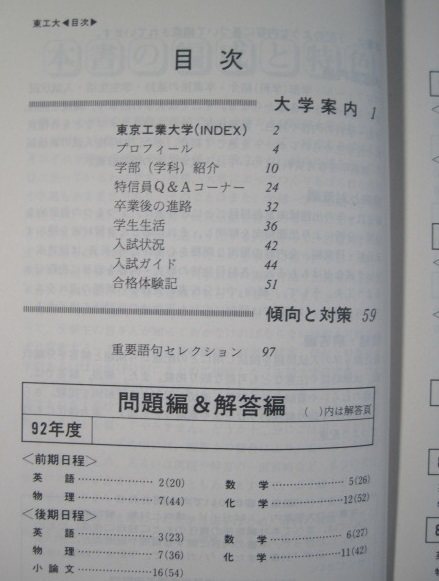 東工大◀目次▶
目次
大学案内 1
東京工業大学(INDEX) 2
プロフィール 4
学部(学科)紹介 10
特信員Q&Aコーナー 24
卒業後の進路 32
学生生活 36
入試状況 42
入試ガイド 44
合格体験記 51
傾向と対策 59
重要語句セレクション 97
問題編&解答編 ( )内は解答頁
92年度
〈前期日程〉
英語 ………………… 2(20) 数学 ………………… 5(26)
物理 ………………… 7(44) 化学 ………………… 12(52)
〈後期日程〉
英語 ………………… 3(23) 数学 ………………… 6(27)
物理 ………………… 7(36) 化学 ………………… 11(42)
小論文 ………………… 16(54)